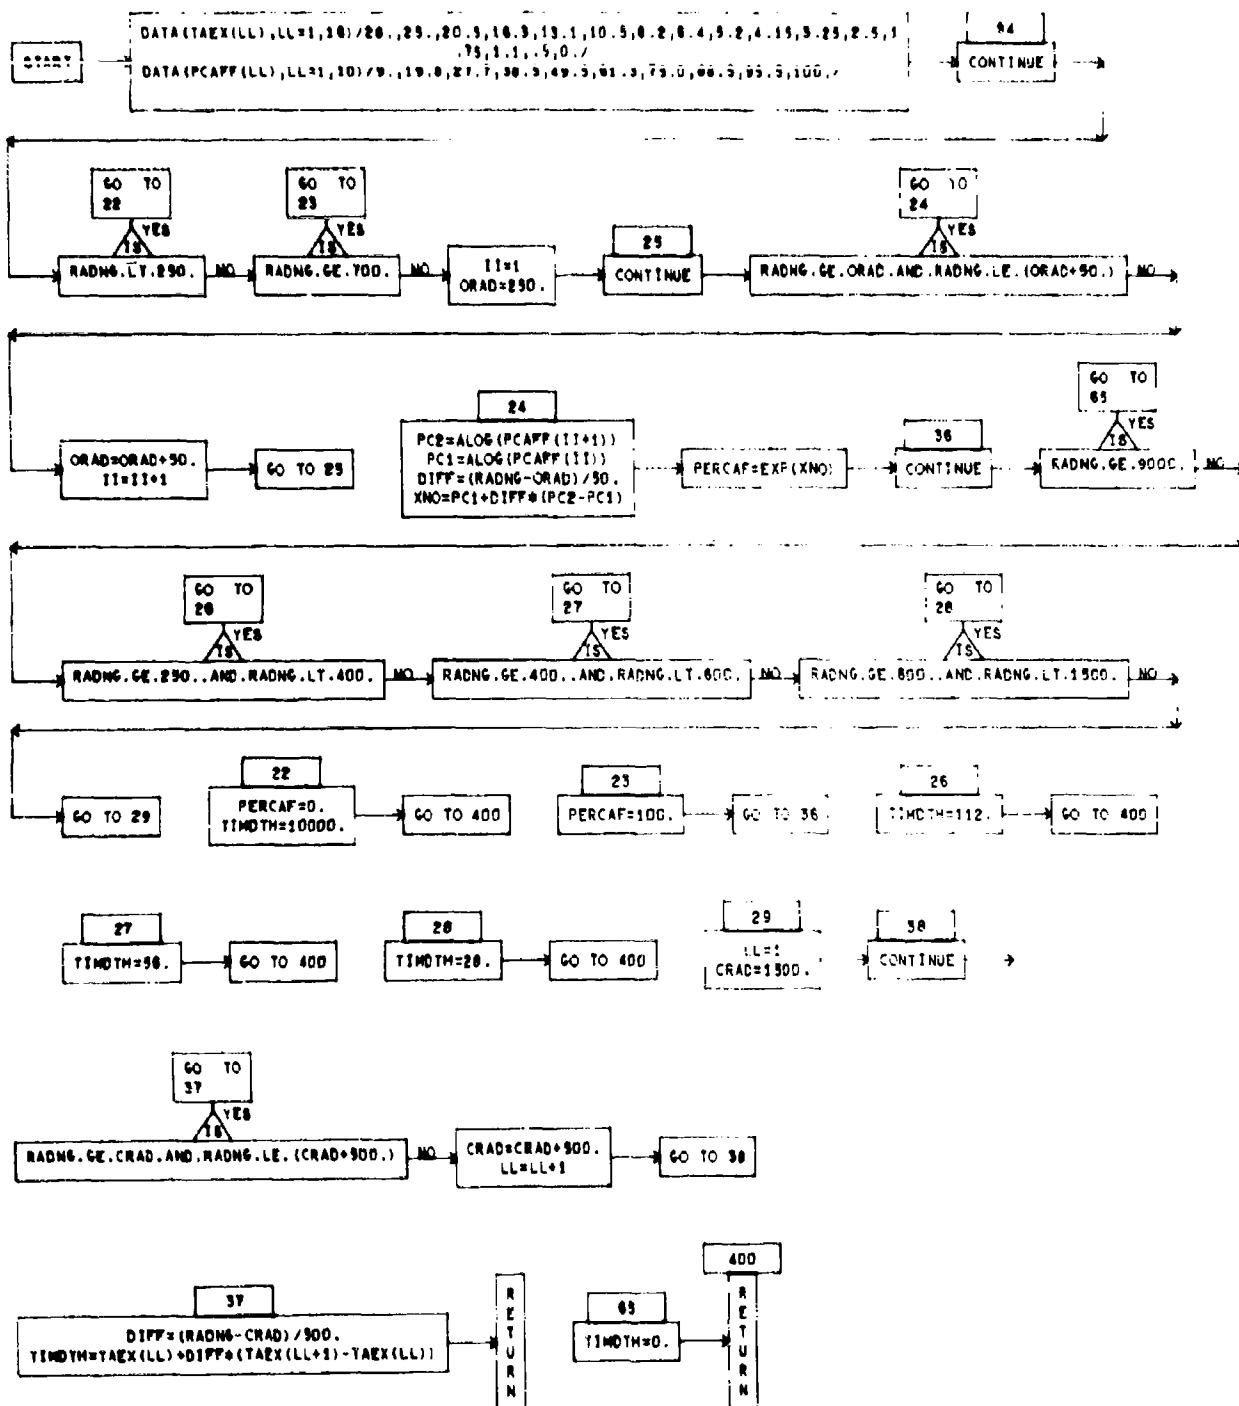 START
DATA(TAEX(LL),LL=1,16)/28.,25.,20.5,16.3,13.1,10.5,8.2,6.4,5.2,4.15,3.25,2.5,1
.75,1.1,.5,0./
DATA(PCAFF(LL),LL=1,10)/9.,19.8,27.7,38.5,49.5,61.3,75.0,88.5,95.5,100./
94
CONTINUE
GO TO
22
YES
IS
RADNG.LT.250.
NO
GO TO
23
YES
IS
RADNG.GE.700.
NO
II=1
ORAD=250.
25
CONTINUE
GO TO
24
YES
IS
RADNG.GE.ORAD.AND.RADNG.LE.(ORAD+50.)
NO
ORAD=ORAD+50.
II=II+1
GO TO 25
24
PC2=ALOG(PCAFF(II+1))
PC1=ALOG(PCAFF(II))
DIFF=(RADNG-ORAD)/50.
XNO=PC1+DIFF*(PC2-PC1)
PERCAF=EXP(XNO)
36
CONTINUE
GO TO
65
YES
IS
RADNG.GE.9000.
NO
GO TO
26
YES
IS
RADNG.GE.250..AND.RADNG.LT.400.
NO
GO TO
27
YES
IS
RADNG.GE.400..AND.RADNG.LT.600.
NO
GO TO
28
YES
IS
RADNG.GE.600..AND.RADNG.LT.1500.
NO
GO TO 29
22
PERCAF=0.
TIMDTH=10000.
GO TO 400
23
PERCAF=100.
GO TO 36
26
TIMDTH=112.
GO TO 400
27
TIMDTH=56.
GO TO 400
28
TIMDTH=28.
GO TO 400
29
LL=1
CRAD=1500.
38
CONTINUE
GO TO
37
YES
IS
RADNG.GE.CRAD.AND.RADNG.LE.(CRAD+500.)
NO
CRAD=CRAD+500.
LL=LL+1
GO TO 38
37
DIFF=(RADNG-CRAD)/500.
TIMDTH=TAEX(LL)+DIFF*(TAEX(LL+1)-TAEX(LL))
RETURN
65
TIMDTH=0.
400
RETURN